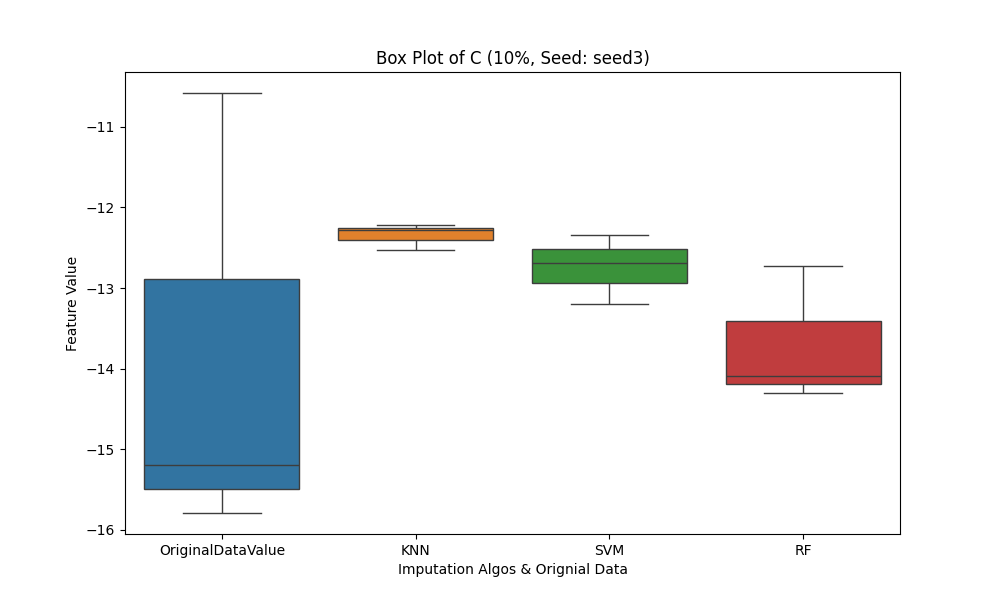 Box Plot of C (10%, Seed: seed3)
Feature Value
−11
−12
−13
−14
−15
−16
OriginalDataValue
KNN
SVM
RF
Imputation Algos & Orignial Data